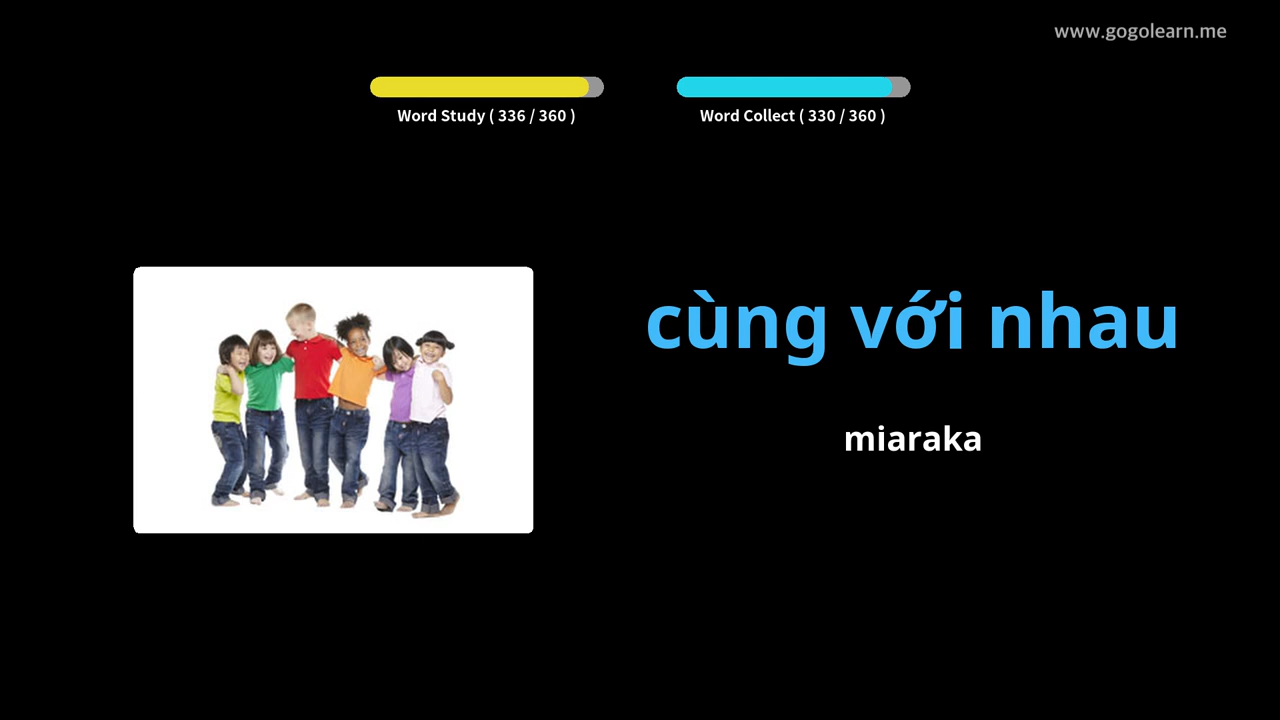 www.gogolearn.me
Word Study ( 336 / 360 )
Word Collect ( 330 / 360 )
cùng với nhau
miaraka